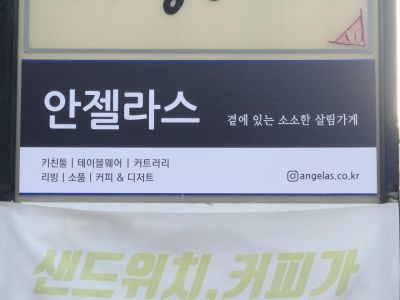 안젤라스
곁에 있는 소소한 살림가게
키친툴 | 테이블웨어 | 커트러리
리빙 | 소품 | 커피 & 디저트
angelas.co.kr
샌드위치, 커피가